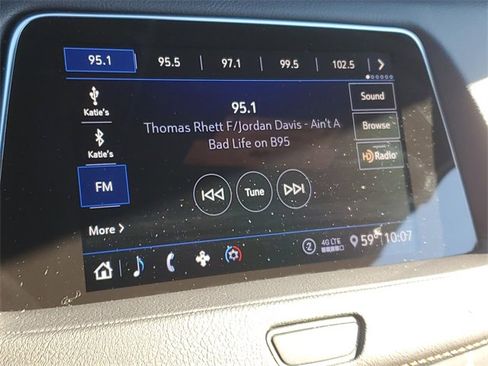 95.1 95.5 97.1 99.5 102.5
Katie's
Katie's
FM
More
95.1
Thomas Rhett F/Jordan Davis - Ain't A
Bad Life on B95
Tune
Sound
Browse
HD Radio
2 4G LTE 59° 10:07